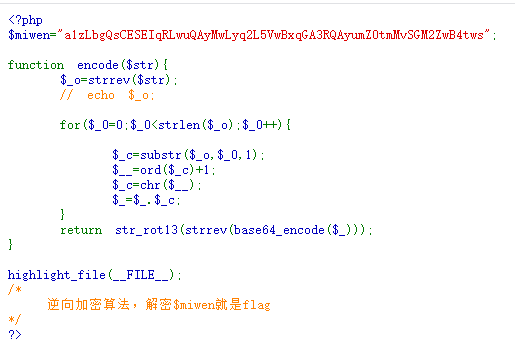 <?php
$miwen="a1zLbgQsCESEIqRLwuQAyMwLyq2L5VwBxqGA3RQAyumZ0tmMvSGM2ZwB4tws";

function encode($str){
        $_o=strrev($str);
        // echo $_o;

        for($_0=0;$_0<strlen($_o);$_0++){

                $_c=substr($_o,$_0,1);
                $__=ord($_c)+1;
                $_c=chr($__);
                $_=$_.$_c;
        }
        return str_rot13(strrev(base64_encode($_)));
}

highlight_file(__FILE__);
/*
      逆向加密算法，解密$miwen就是flag
*/
?>